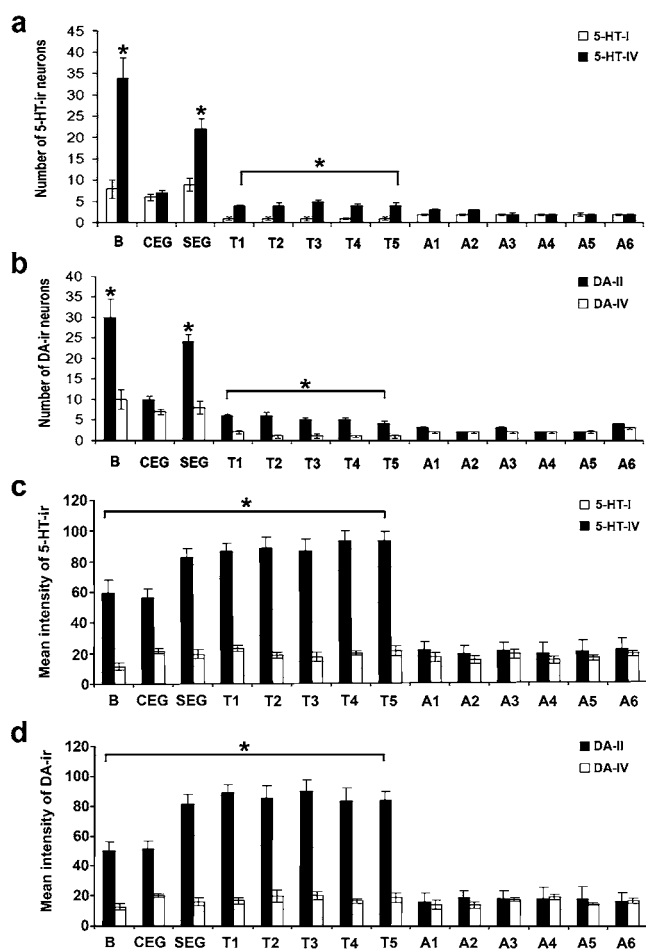 a
Number of 5-HT-ir neurons
45
40
35
30
25
20
15
10
5
0
*
*
*
5-HT-I
5-HT-IV
B CEG SEG T1 T2 T3 T4 T5 A1 A2 A3 A4 A5 A6
b
Number of DA-ir neurons
40
35
30
25
20
15
10
5
0
*
*
*
DA-II
DA-IV
B CEG SEG T1 T2 T3 T4 T5 A1 A2 A3 A4 A5 A6
c
Mean intensity of 5-HT-ir
120
100
80
60
40
20
0
*
5-HT-I
5-HT-IV
B CEG SEG T1 T2 T3 T4 T5 A1 A2 A3 A4 A5 A6
d
Mean intensity of DA-ir
120
100
80
60
40
20
0
*
DA-II
DA-IV
B CEG SEG T1 T2 T3 T4 T5 A1 A2 A3 A4 A5 A6